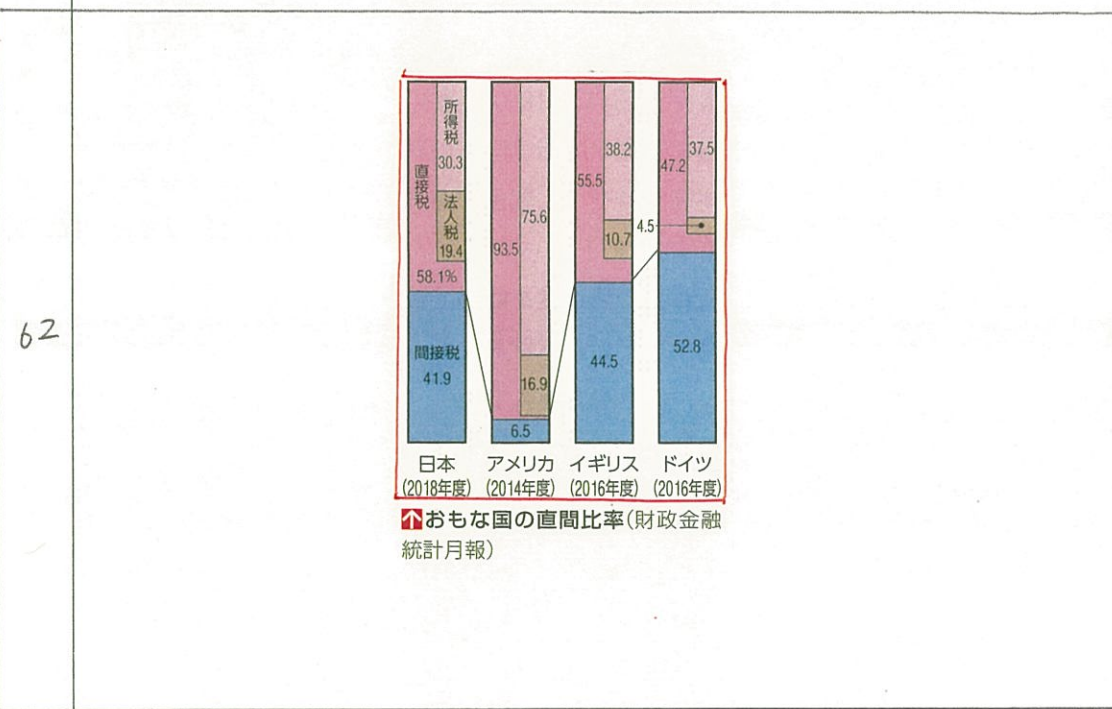 62
所得税
30.3
直接税
法人税
19.4
58.1%
間接税
41.9
93.5
75.6
16.9
6.5
55.5
38.2
10.7
44.5
47.2
37.5
4.5
52.8
日本 アメリカ イギリス ドイツ
(2018年度) (2014年度) (2016年度) (2016年度)
↑おもな国の直間比率(財政金融
統計月報)